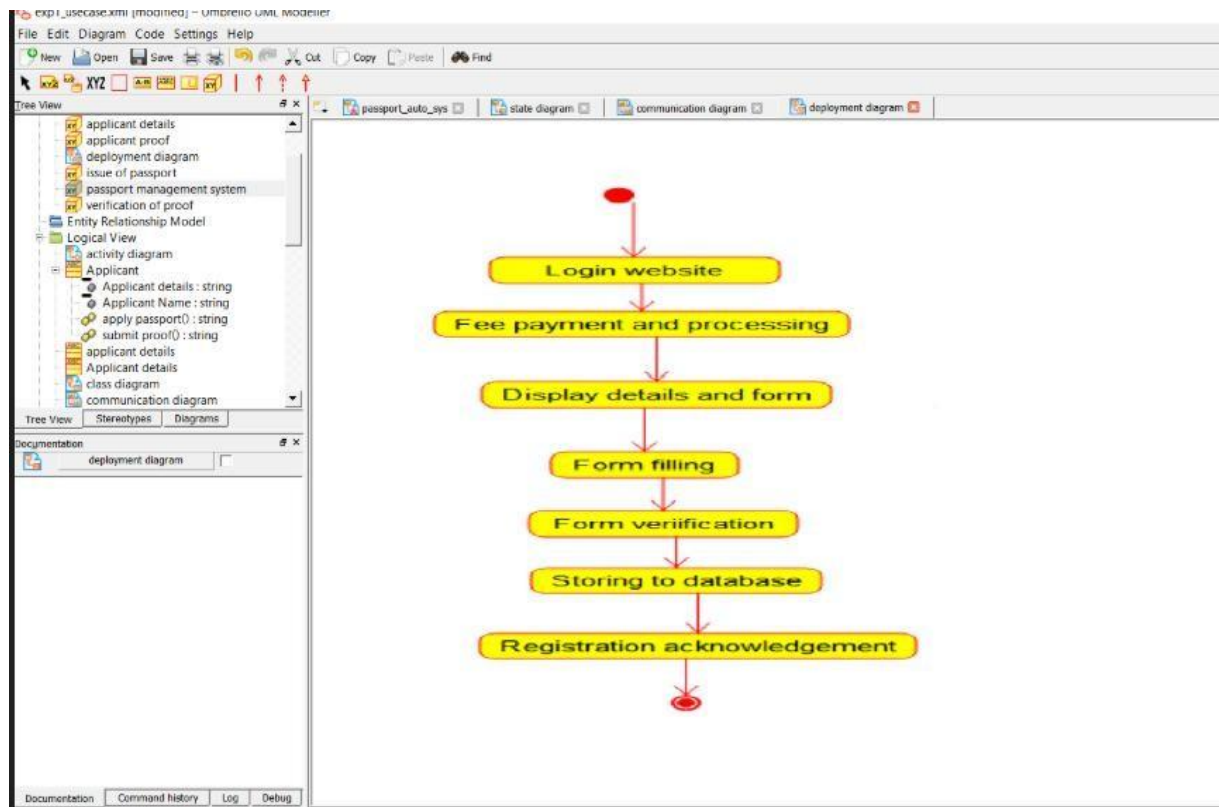 exp1_usecase.xml [modified] – Umbrello UML Modeller
File Edit Diagram Code Settings Help
New Open Save Cut Copy Paste Find
XYZ
Tree View
passport_auto_sys state diagram communication diagram deployment diagram
applicant details
applicant proof
deployment diagram
issue of passport
passport management system
verification of proof
Entity Relationship Model
Logical View
activity diagram
Applicant
Applicant details : string
Applicant Name : string
apply passport() : string
submit proof() : string
applicant details
Applicant details
class diagram
communication diagram
Tree View Stereotypes Diagrams
Documentation
deployment diagram
Login website
Fee payment and processing
Display details and form
Form filling
Form veriification
Storing to database
Registration acknowledgement
Documentation Command history Log Debug